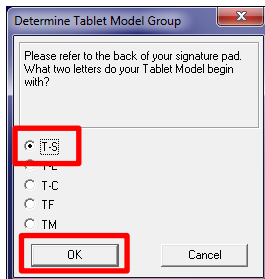 Determine Tablet Model Group
Please refer to the back of your signature pad.
What two letters do your Tablet Model begin
with?
T-S
T-C
TF
TM
OK
Cancel